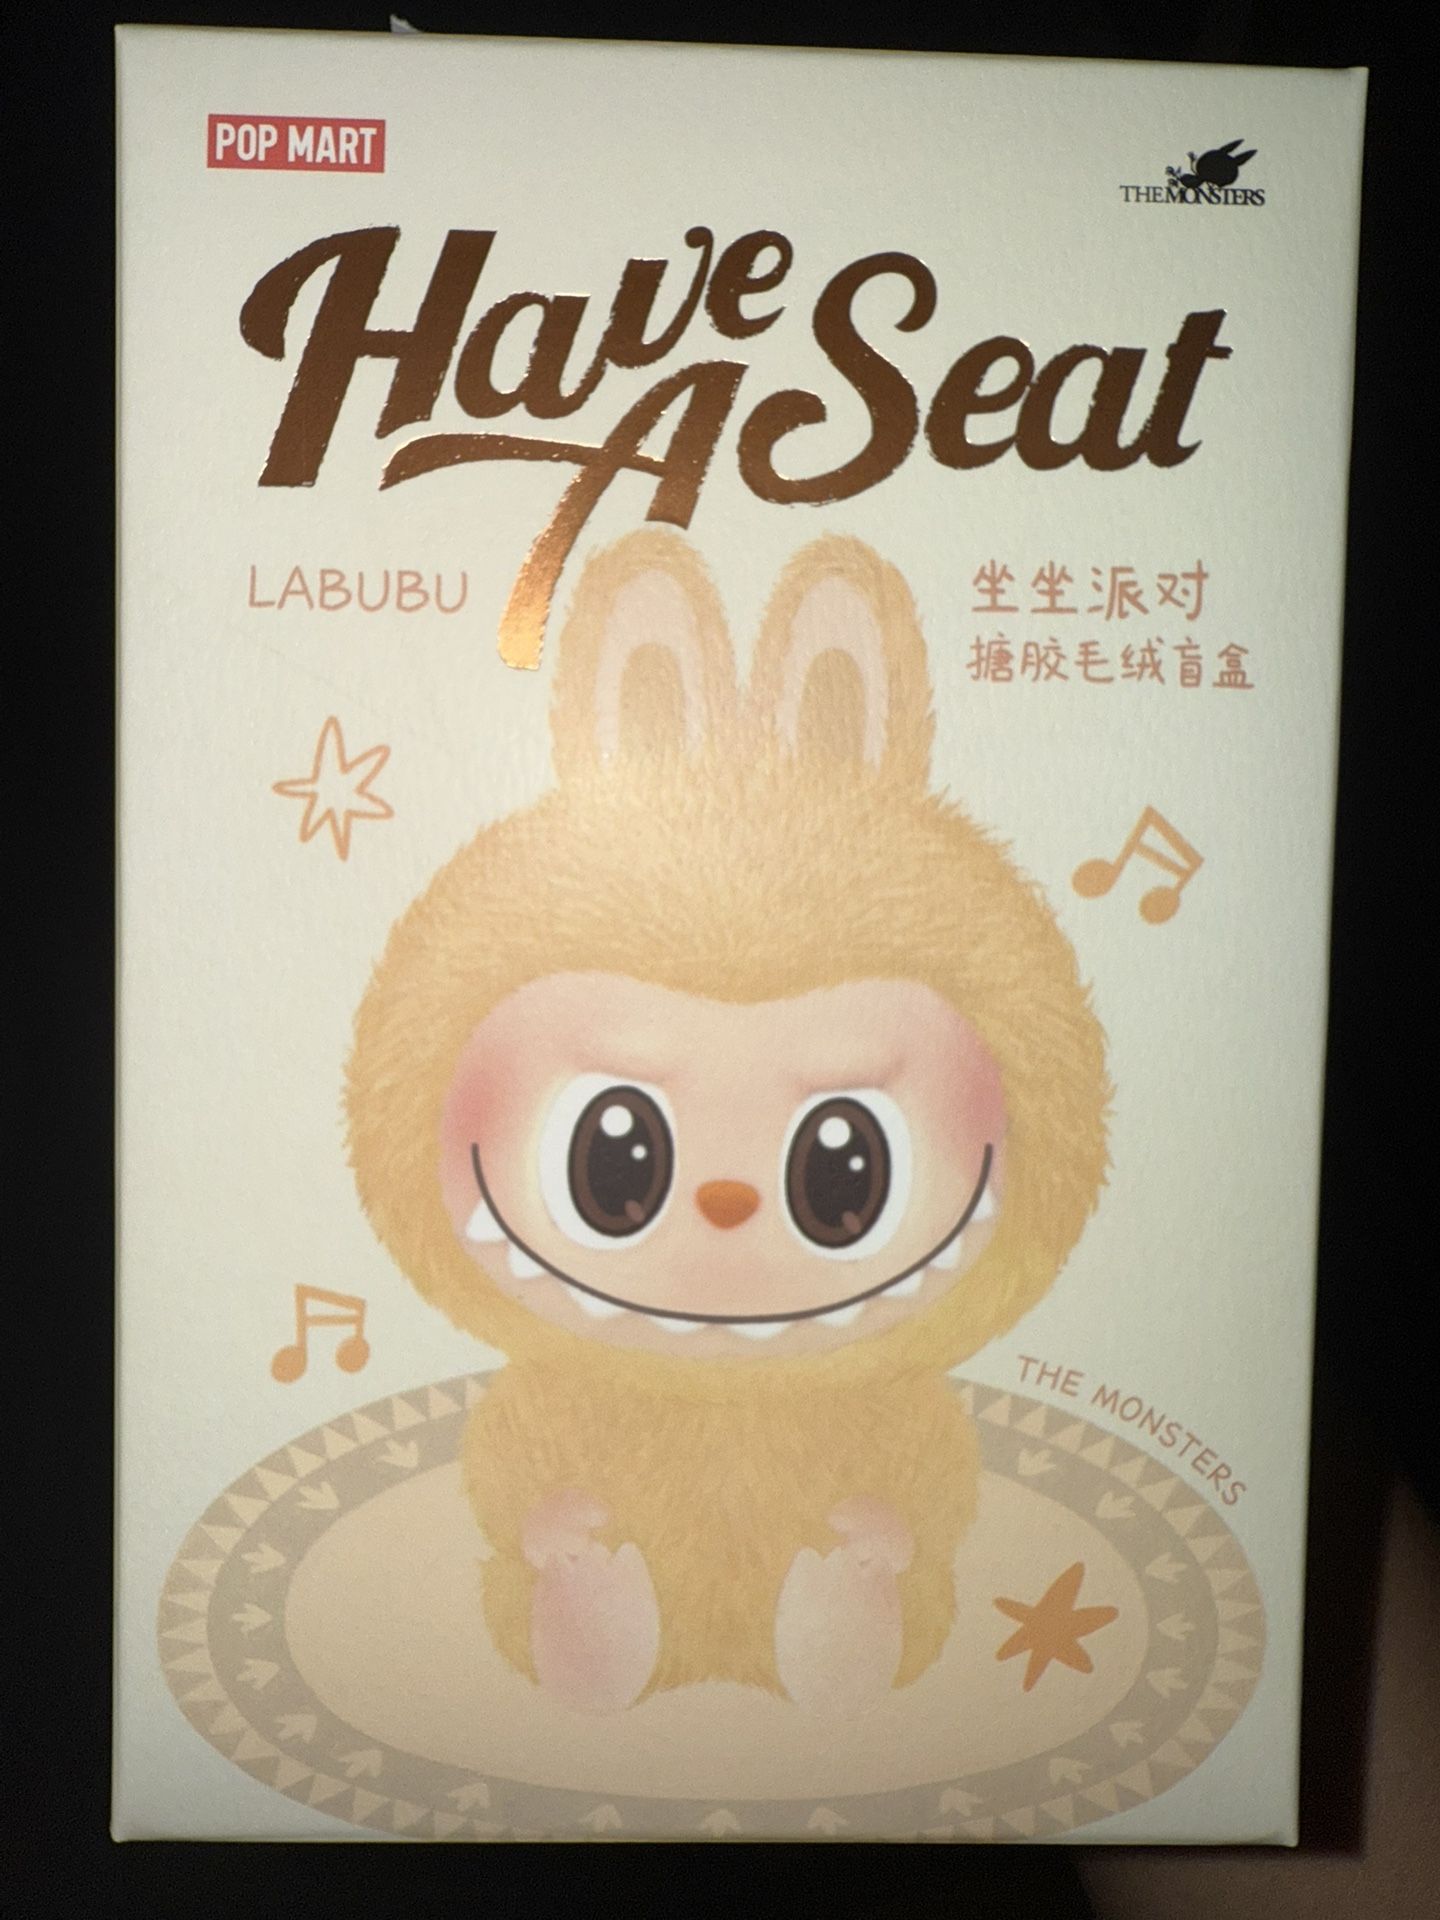 POP MART
THE MONSTERS
Have
A Seat
LABUBU
坐坐派对
搪胶毛绒盲盒
THE MONSTERS